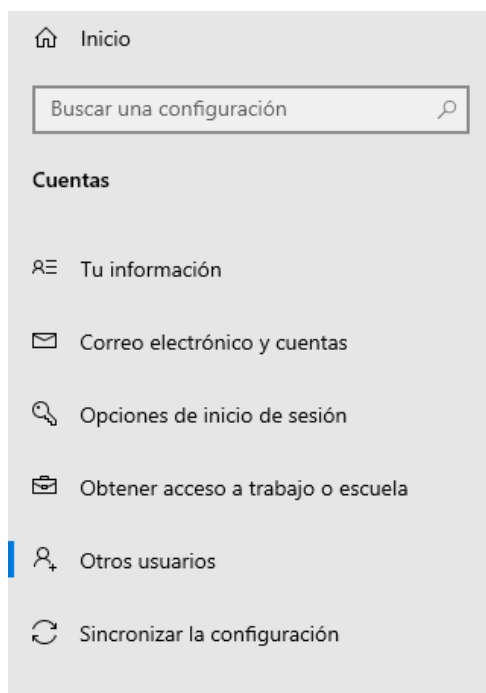 Inicio
Buscar una configuración
Cuentas
Tu información
Correo electrónico y cuentas
Opciones de inicio de sesión
Obtener acceso a trabajo o escuela
Otros usuarios
Sincronizar la configuración